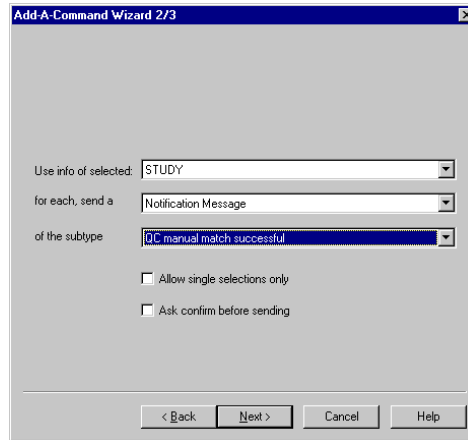 Add-A-Command Wizard 2/3
Use info of selected: STUDY
for each, send a Notification Message
of the subtype QC manual match successful
Allow single selections only
Ask confirm before sending
< Back Next > Cancel Help